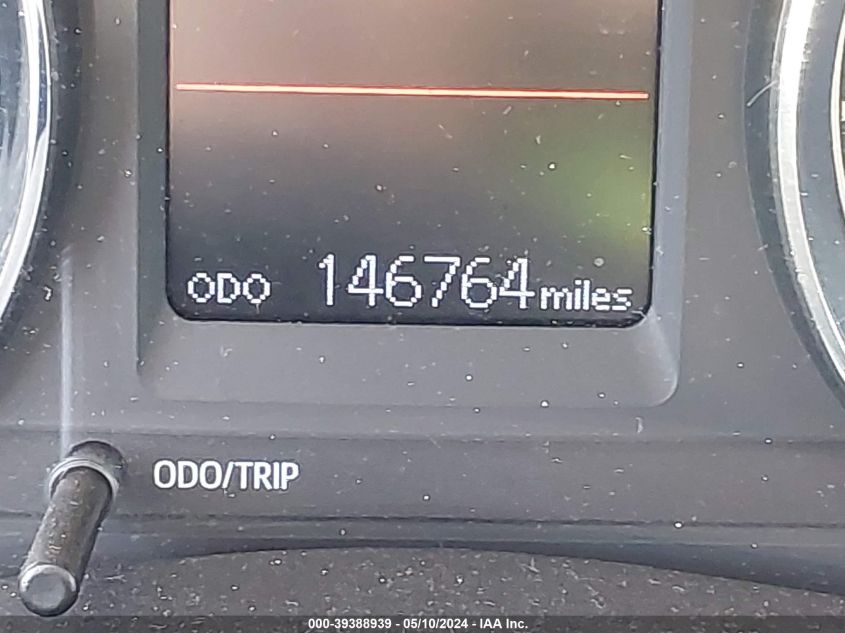 ODO 146764 miles
ODO/TRIP
000-39388939 - 05/10/2024 - IAA Inc.